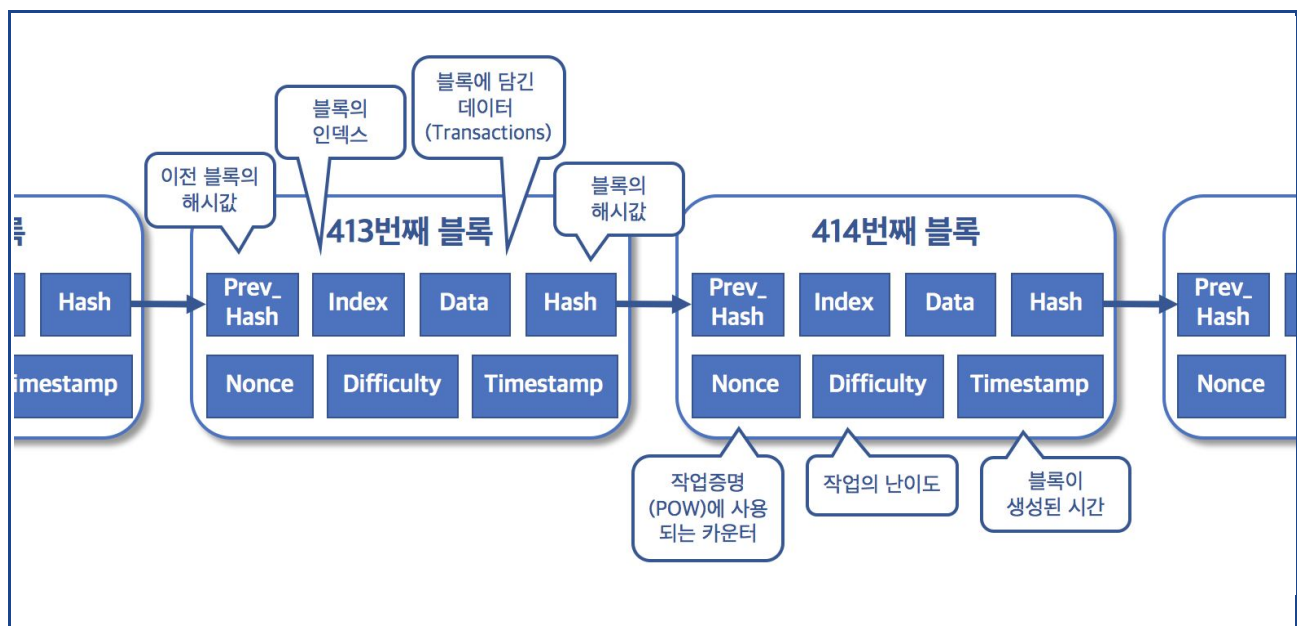 블록에 담긴
데이터
(Transactions)
블록의
인덱스
이전 블록의
해시값
블록의
해시값
록
413번째 블록
414번째 블록
Hash
Prev_
Hash
Index
Data
Hash
Prev_
Hash
Index
Data
Hash
Prev_
Hash
imestamp
Nonce
Difficulty
Timestamp
Nonce
Difficulty
Timestamp
Nonce
작업증명
(POW)에 사용
되는 카운터
작업의 난이도
블록이
생성된 시간